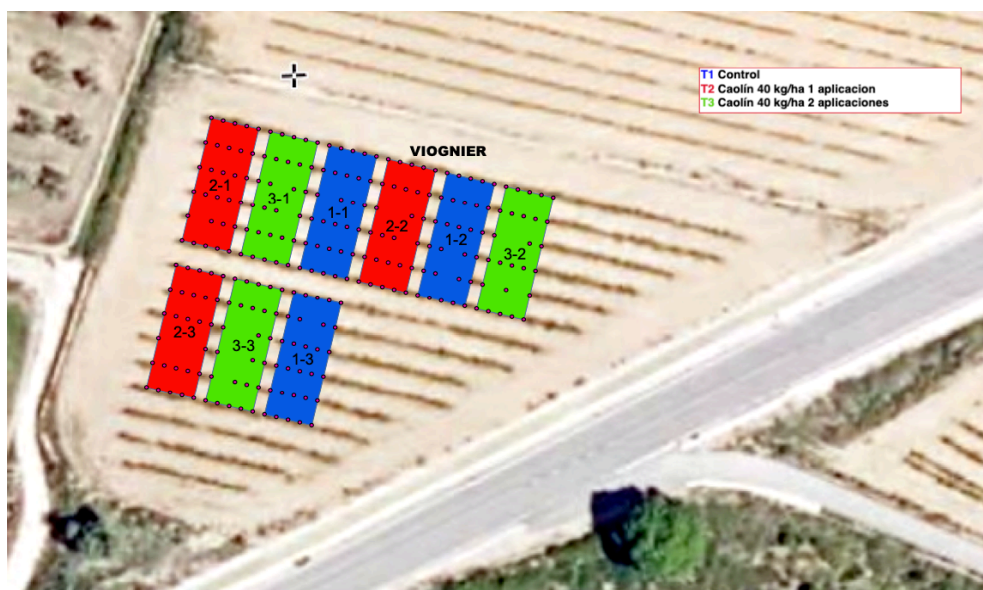 T1 Control
T2 Caolín 40 kg/ha 1 aplicacion
T3 Caolín 40 kg/ha 2 aplicaciones
VIOGNIER
2-1
3-1
1-1
2-2
1-2
3-2
2-3
3-3
1-3